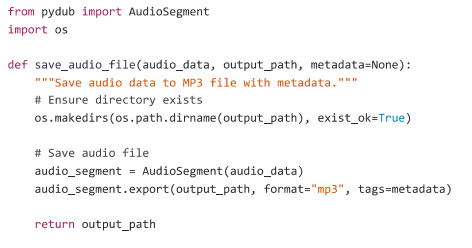 from pydub import AudioSegment
import os

def save_audio_file(audio_data, output_path, metadata=None):
    """Save audio data to MP3 file with metadata."""
    # Ensure directory exists
    os.makedirs(os.path.dirname(output_path), exist_ok=True)

    # Save audio file
    audio_segment = AudioSegment(audio_data)
    audio_segment.export(output_path, format="mp3", tags=metadata)

    return output_path